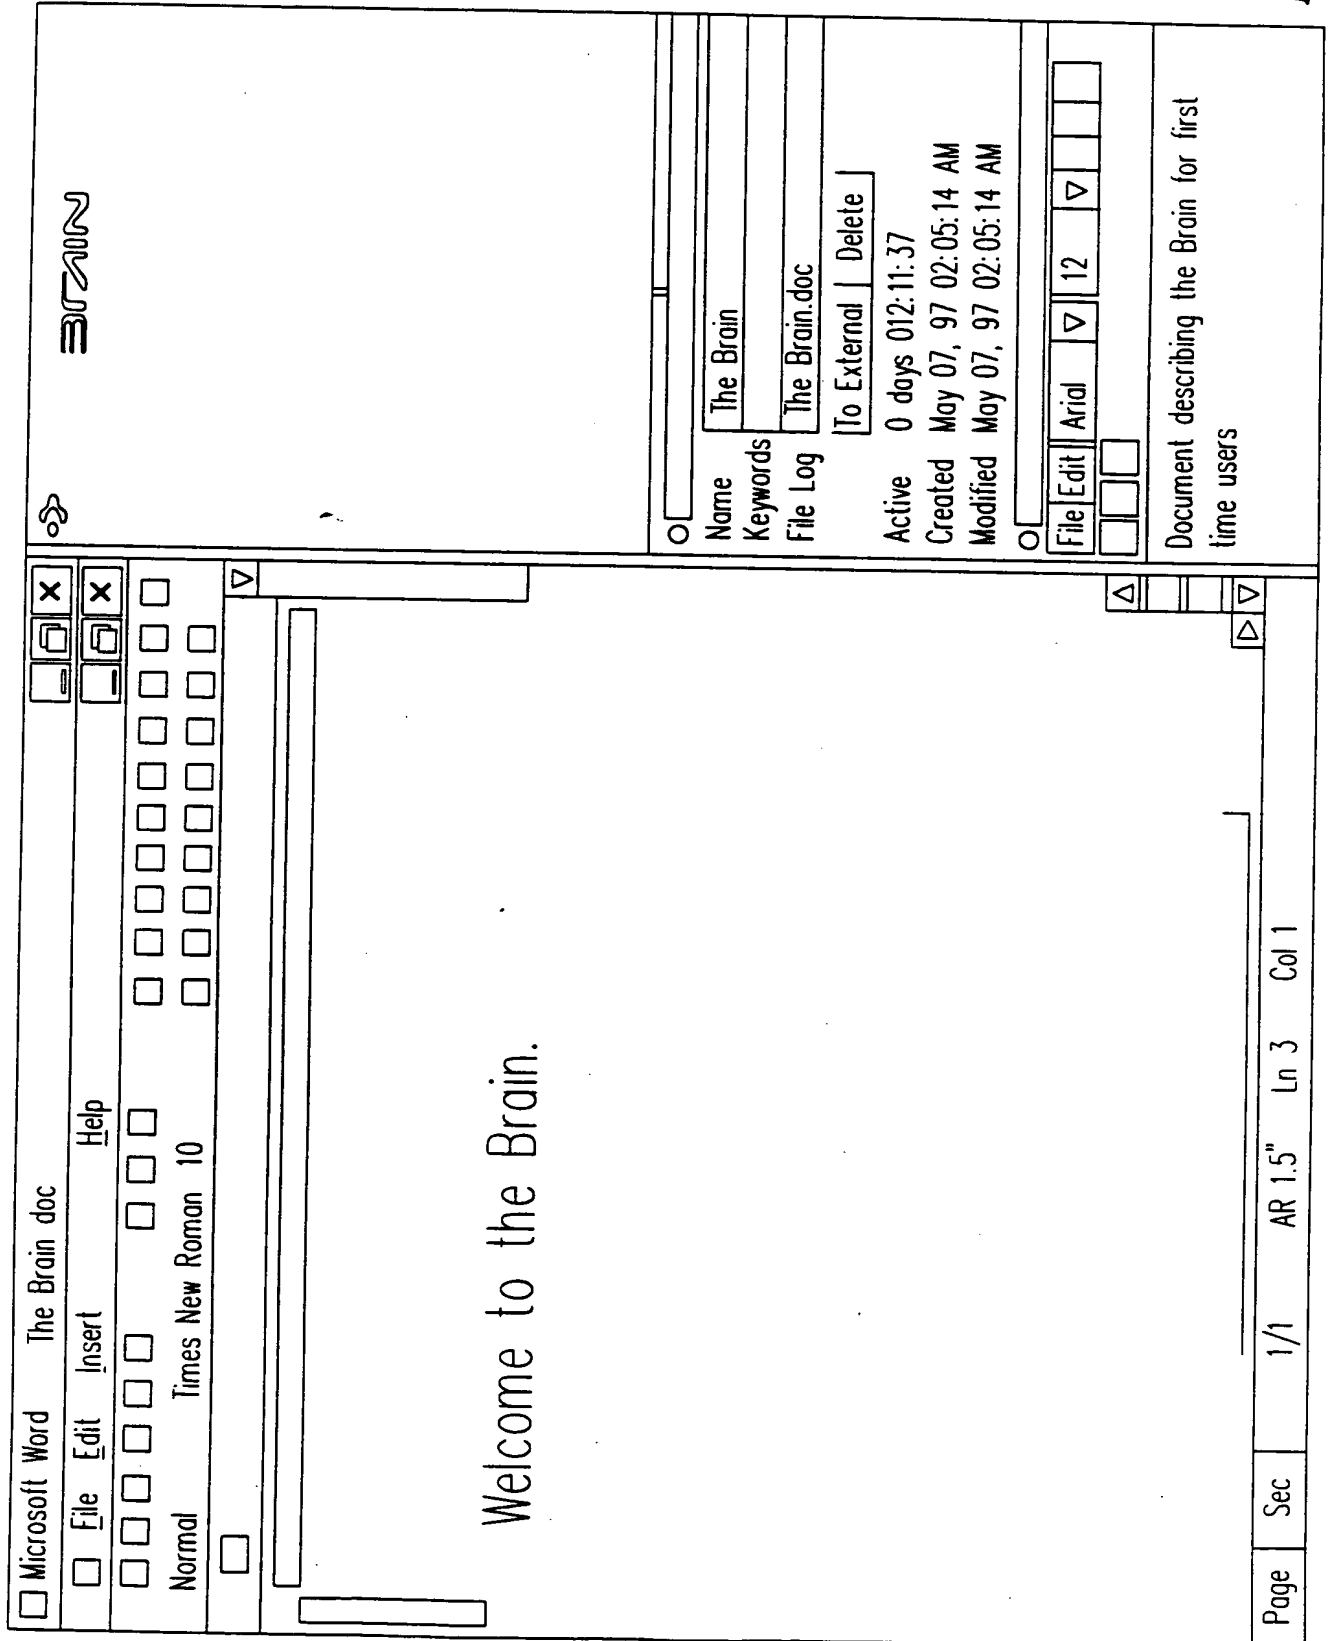 Microsoft Word The Brain doc
File Edit Insert Help
Normal Times New Roman 10
Welcome to the Brain.
Page Sec 1/1 AR 1.5" Ln 3 Col 1
BRAIN
Name The Brain
Keywords
File Log The Brain.doc
To External Delete
Active 0 days 012:11:37
Created May 07, 97 02:05:14 AM
Modified May 07, 97 02:05:14 AM
File Edit Arial 12
Document describing the Brain for first
time users